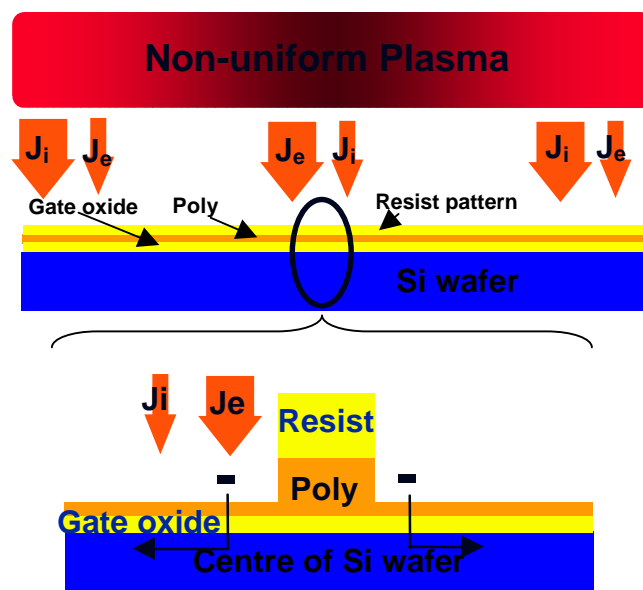 Non-uniform Plasma
Ji Je Je Ji Ji Je
Gate oxide Poly Resist pattern
Si wafer
Ji Je
Resist
- -
Poly
Gate oxide
Centre of Si wafer